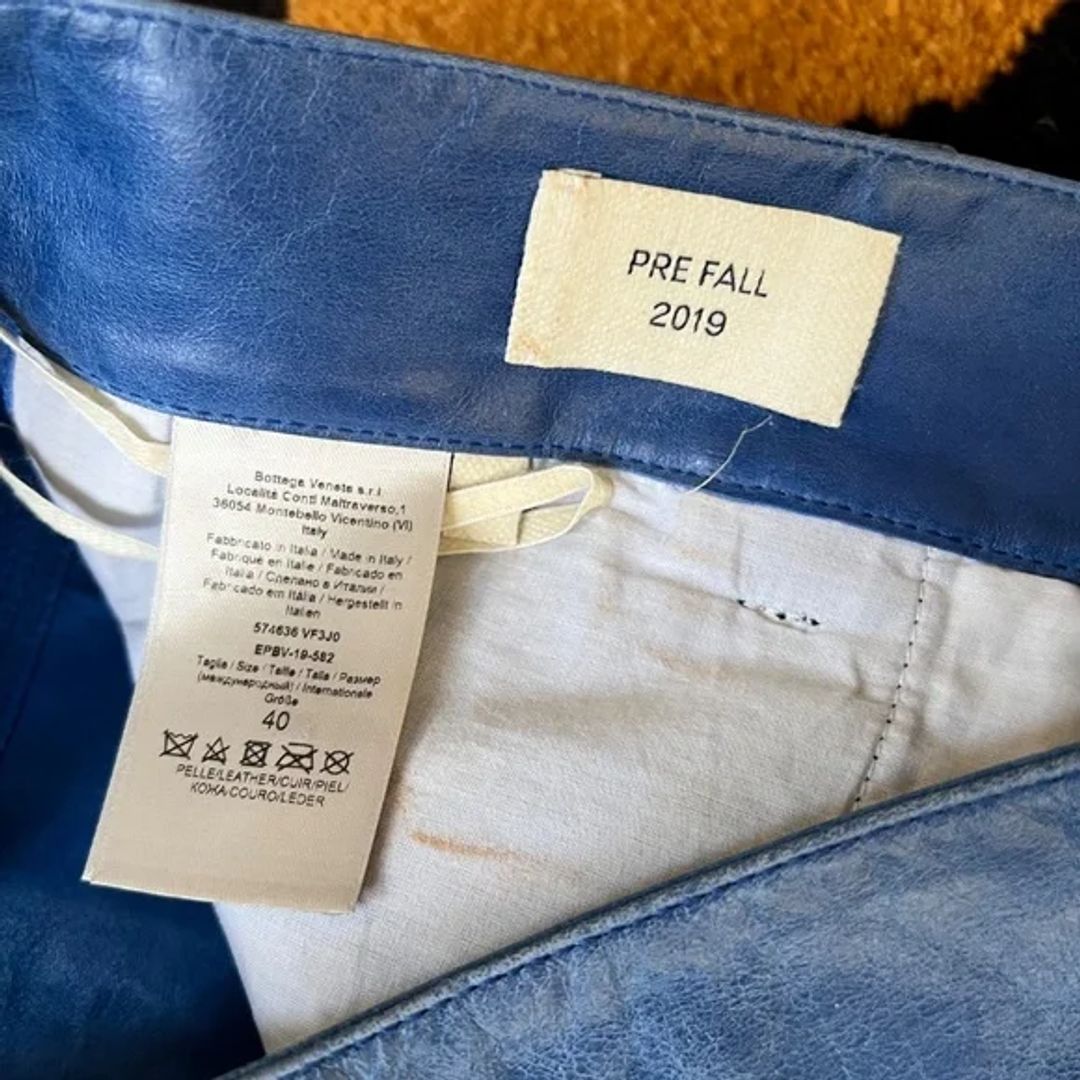 PRE FALL
2019
Bottega Veneta s.r.l
Località Conti Maltraverso,1
36054 Montebello Vicentino (VI)
Italy
Fabbricato in Italia / Made in Italy /
Fabriqué en Italie / Fabricado en
Italia / Сделано в Италии /
Fabricado em Itália / Hergestellt in
Italien
574636 VF3J0
EPBV-19-582
Taglia / Size / Taille / Talla / Размер
(международный) / Internationale
Größe
40
PELLE/LEATHER/CUIR/PIEL/
КОЖА/COURO/LEDER